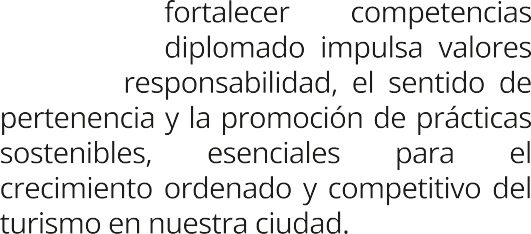 fortalecer competencias
diplomado impulsa valores
responsabilidad, el sentido de
pertenencia y la promoción de prácticas
sostenibles, esenciales para el
crecimiento ordenado y competitivo del
turismo en nuestra ciudad.